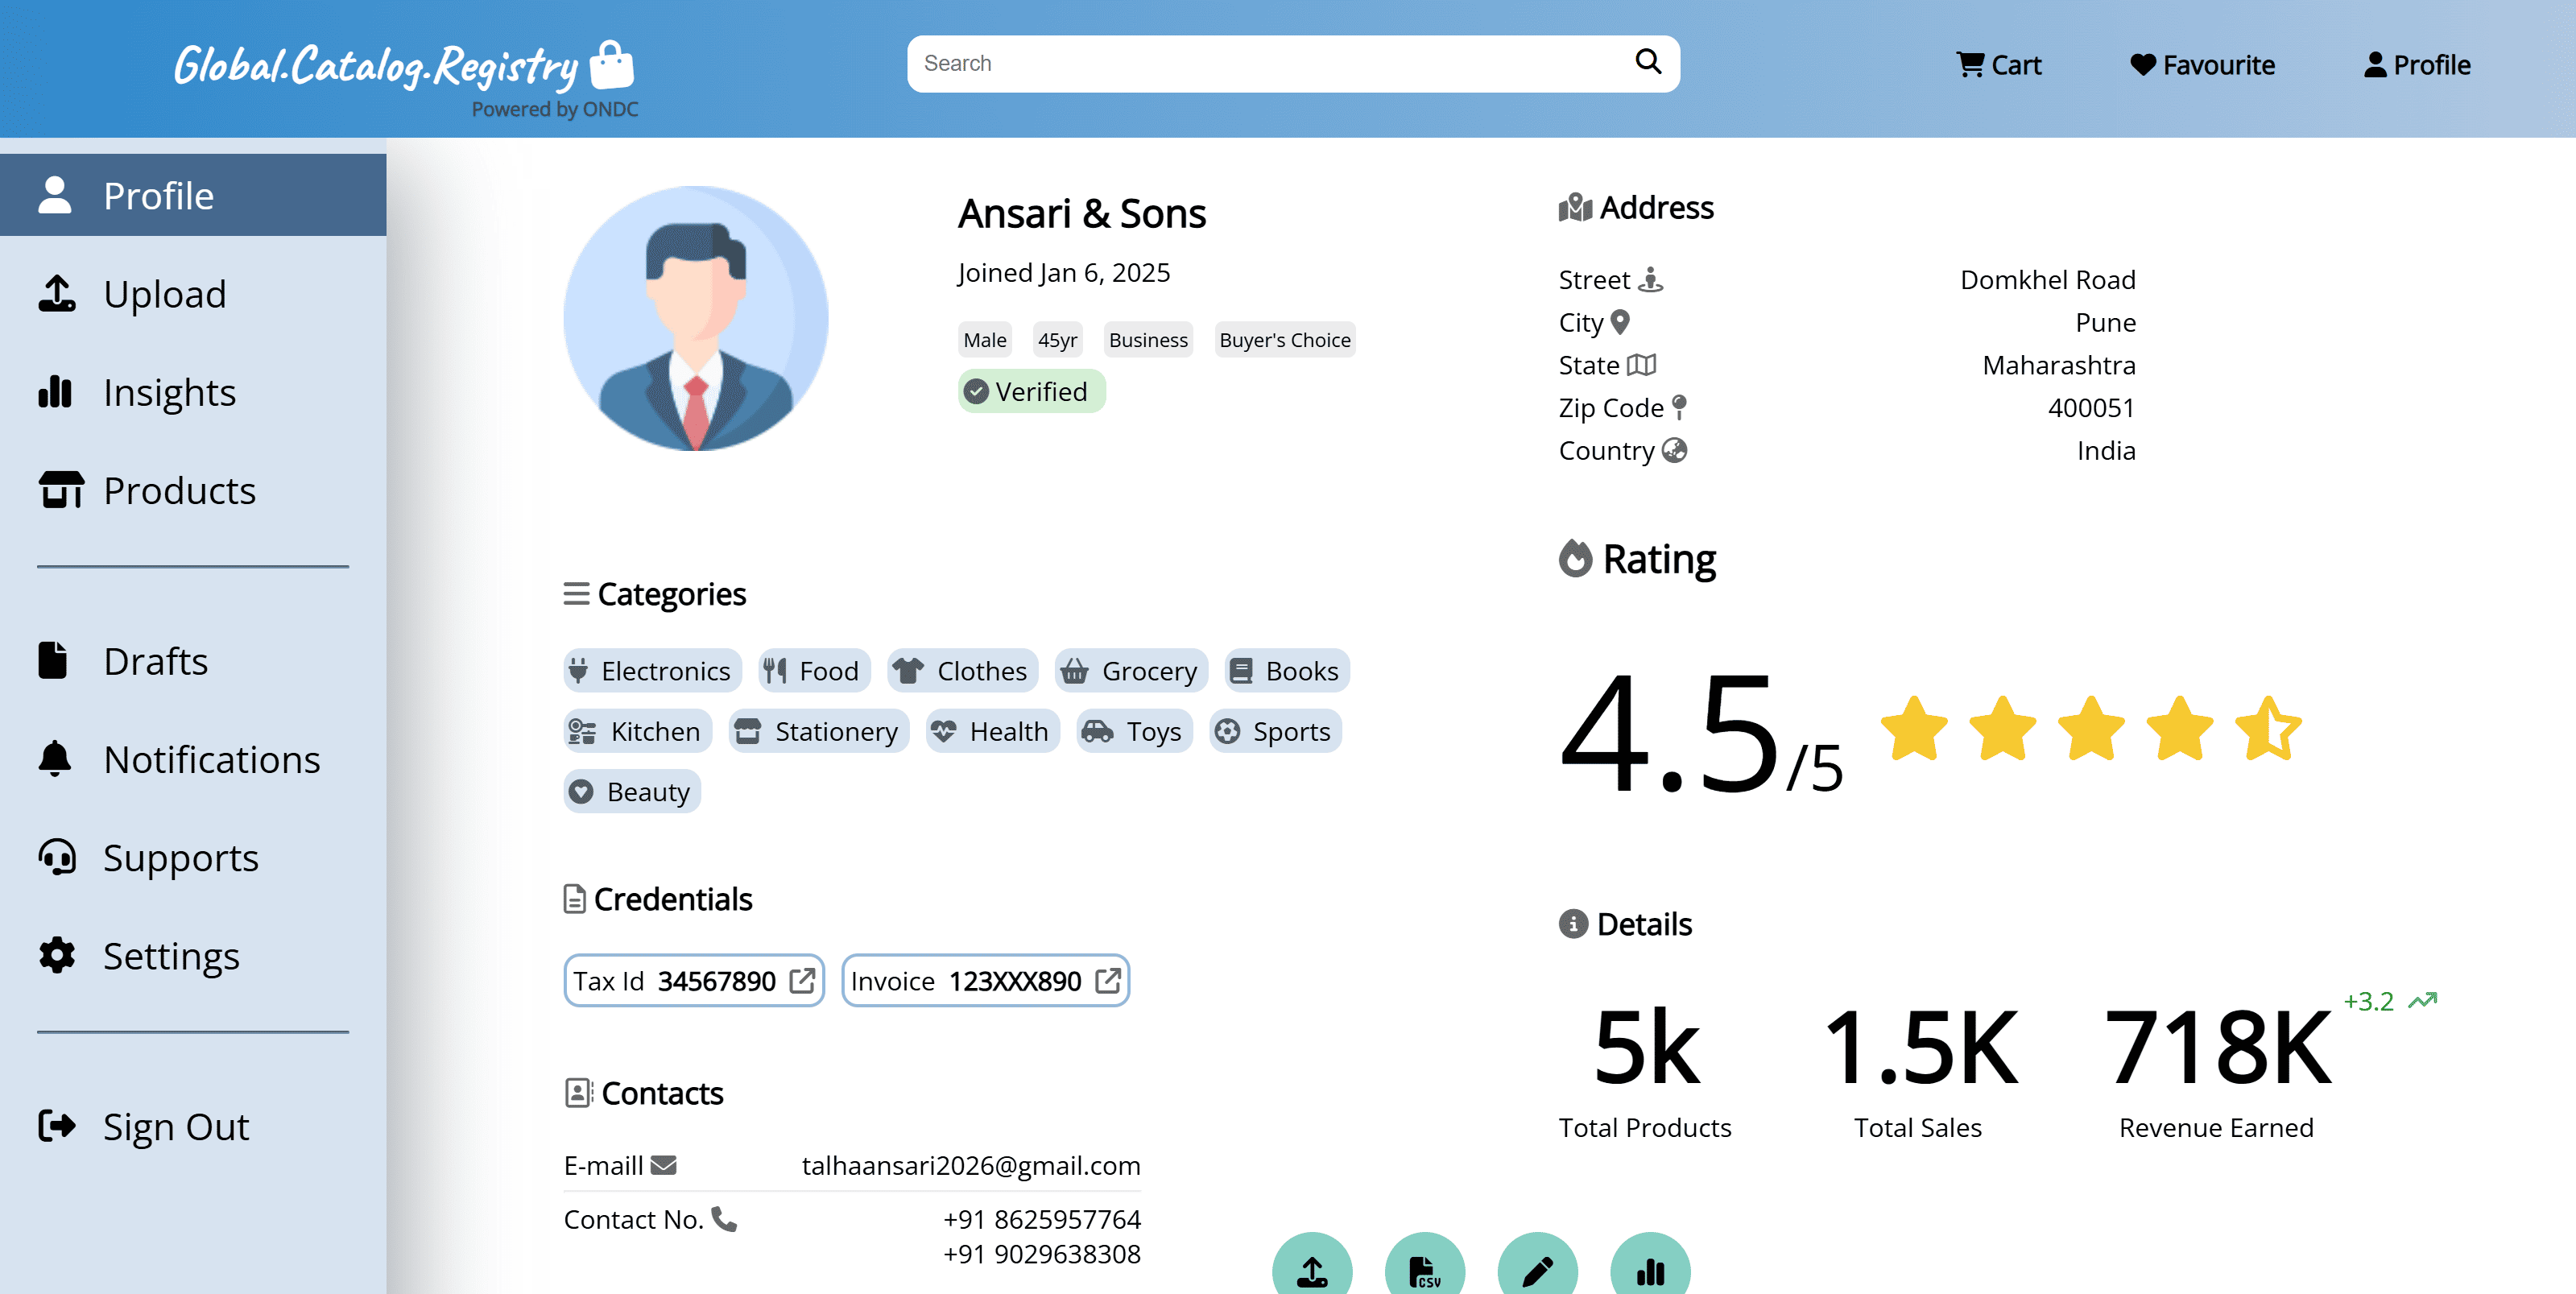 Global.Catalog.Registry
Powered by ONDC
Search
Cart
Favourite
Profile
Profile
Upload
Insights
Products
Drafts
Notifications
Supports
Settings
Sign Out
Ansari & Sons
Joined Jan 6, 2025
Male 45yr Business Buyer's Choice
Verified
Categories
Electronics Food Clothes Grocery Books
Kitchen Stationery Health Toys Sports
Beauty
Credentials
Tax Id 34567890 Invoice 123XXX890
Contacts
E-maill talhaansari2026@gmail.com
Contact No. +91 8625957764
+91 9029638308
Address
Street Domkhel Road
City Pune
State Maharashtra
Zip Code 400051
Country India
Rating
4.5/5
Details
5k 1.5K 718K +3.2
Total Products Total Sales Revenue Earned
CSV